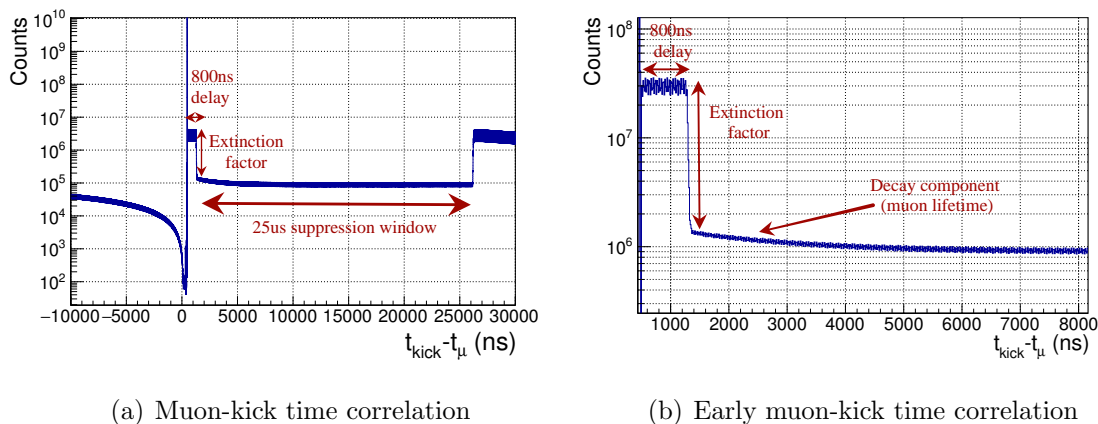 Counts
10^10
10^9
10^8
10^7
10^6
10^5
10^4
10^3
10^2
800ns
delay
Extinction
factor
25us suppression window
−10000 −5000 0 5000 10000 15000 20000 25000 30000
t_kick-t_μ (ns)
(a) Muon-kick time correlation
Counts
10^8
10^7
10^6
800ns
delay
Extinction
factor
Decay component
(muon lifetime)
1000 2000 3000 4000 5000 6000 7000 8000
t_kick-t_μ (ns)
(b) Early muon-kick time correlation